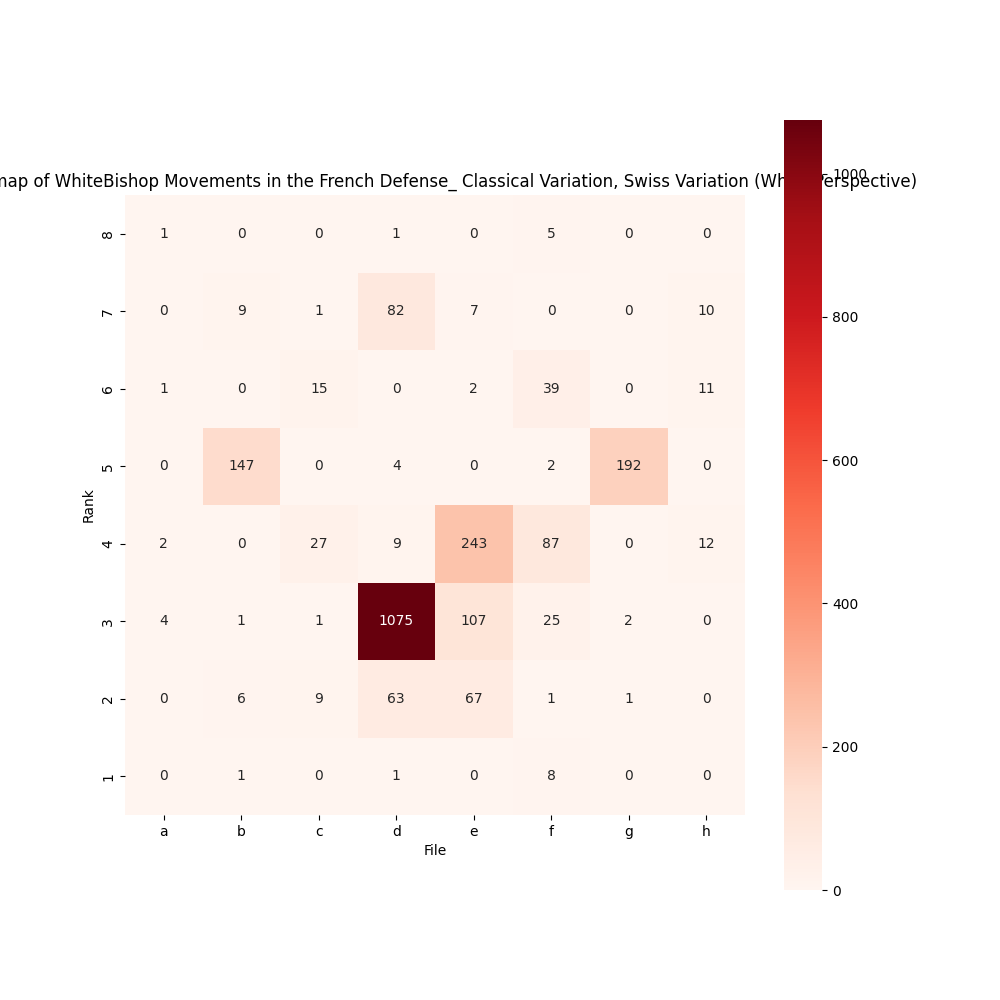 map of WhiteBishop Movements in the French Defense_ Classical Variation, Swiss Variation (White Perspective)
1000
8 1 0 0 1 0 5 0 0
7 0 9 1 82 7 0 0 10
800
6 1 0 15 0 2 39 0 11
5 0 147 0 4 0 2 192 0
600
Rank
4 2 0 27 9 243 87 0 12
400
3 4 1 1 1075 107 25 2 0
2 0 6 9 63 67 1 1 0
200
1 0 1 0 1 0 8 0 0
a b c d e f g h
File
0